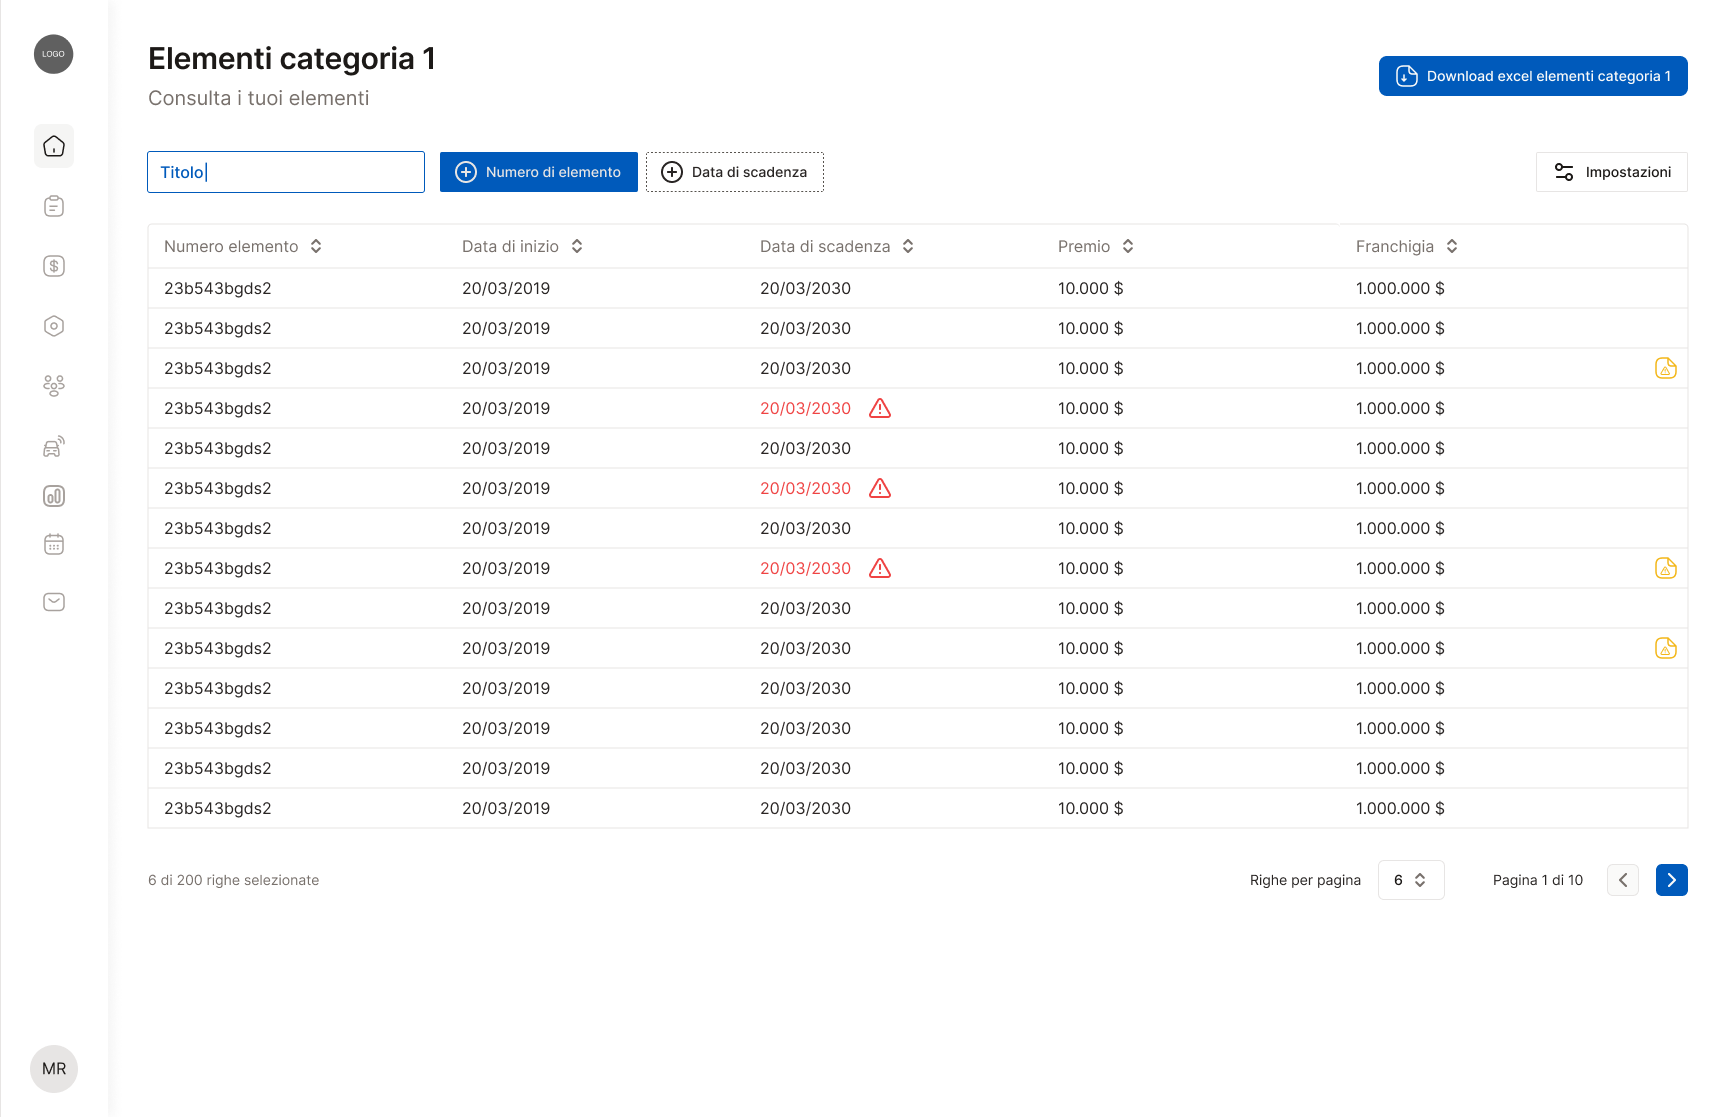 LOGO
Elementi categoria 1
Consulta i tuoi elementi
Download excel elementi categoria 1
Titolo
Numero di elemento
Data di scadenza
Impostazioni
Numero elemento Data di inizio Data di scadenza Premio Franchigia
23b543bgds2 20/03/2019 20/03/2030 10.000 $ 1.000.000 $
23b543bgds2 20/03/2019 20/03/2030 10.000 $ 1.000.000 $
23b543bgds2 20/03/2019 20/03/2030 10.000 $ 1.000.000 $
23b543bgds2 20/03/2019 20/03/2030 10.000 $ 1.000.000 $
23b543bgds2 20/03/2019 20/03/2030 10.000 $ 1.000.000 $
23b543bgds2 20/03/2019 20/03/2030 10.000 $ 1.000.000 $
23b543bgds2 20/03/2019 20/03/2030 10.000 $ 1.000.000 $
23b543bgds2 20/03/2019 20/03/2030 10.000 $ 1.000.000 $
23b543bgds2 20/03/2019 20/03/2030 10.000 $ 1.000.000 $
23b543bgds2 20/03/2019 20/03/2030 10.000 $ 1.000.000 $
23b543bgds2 20/03/2019 20/03/2030 10.000 $ 1.000.000 $
23b543bgds2 20/03/2019 20/03/2030 10.000 $ 1.000.000 $
23b543bgds2 20/03/2019 20/03/2030 10.000 $ 1.000.000 $
23b543bgds2 20/03/2019 20/03/2030 10.000 $ 1.000.000 $
6 di 200 righe selezionate
Righe per pagina 6
Pagina 1 di 10
MR